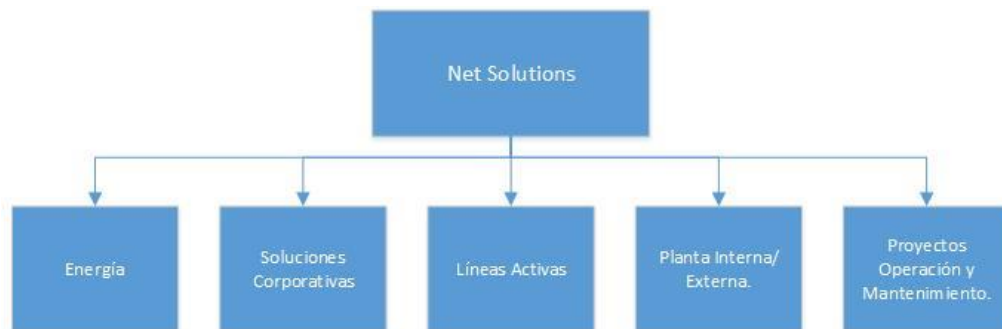 Net Solutions
Energía
Soluciones
Corporativas
Líneas Activas
Planta Interna/
Externa.
Proyectos
Operación y
Mantenimiento.